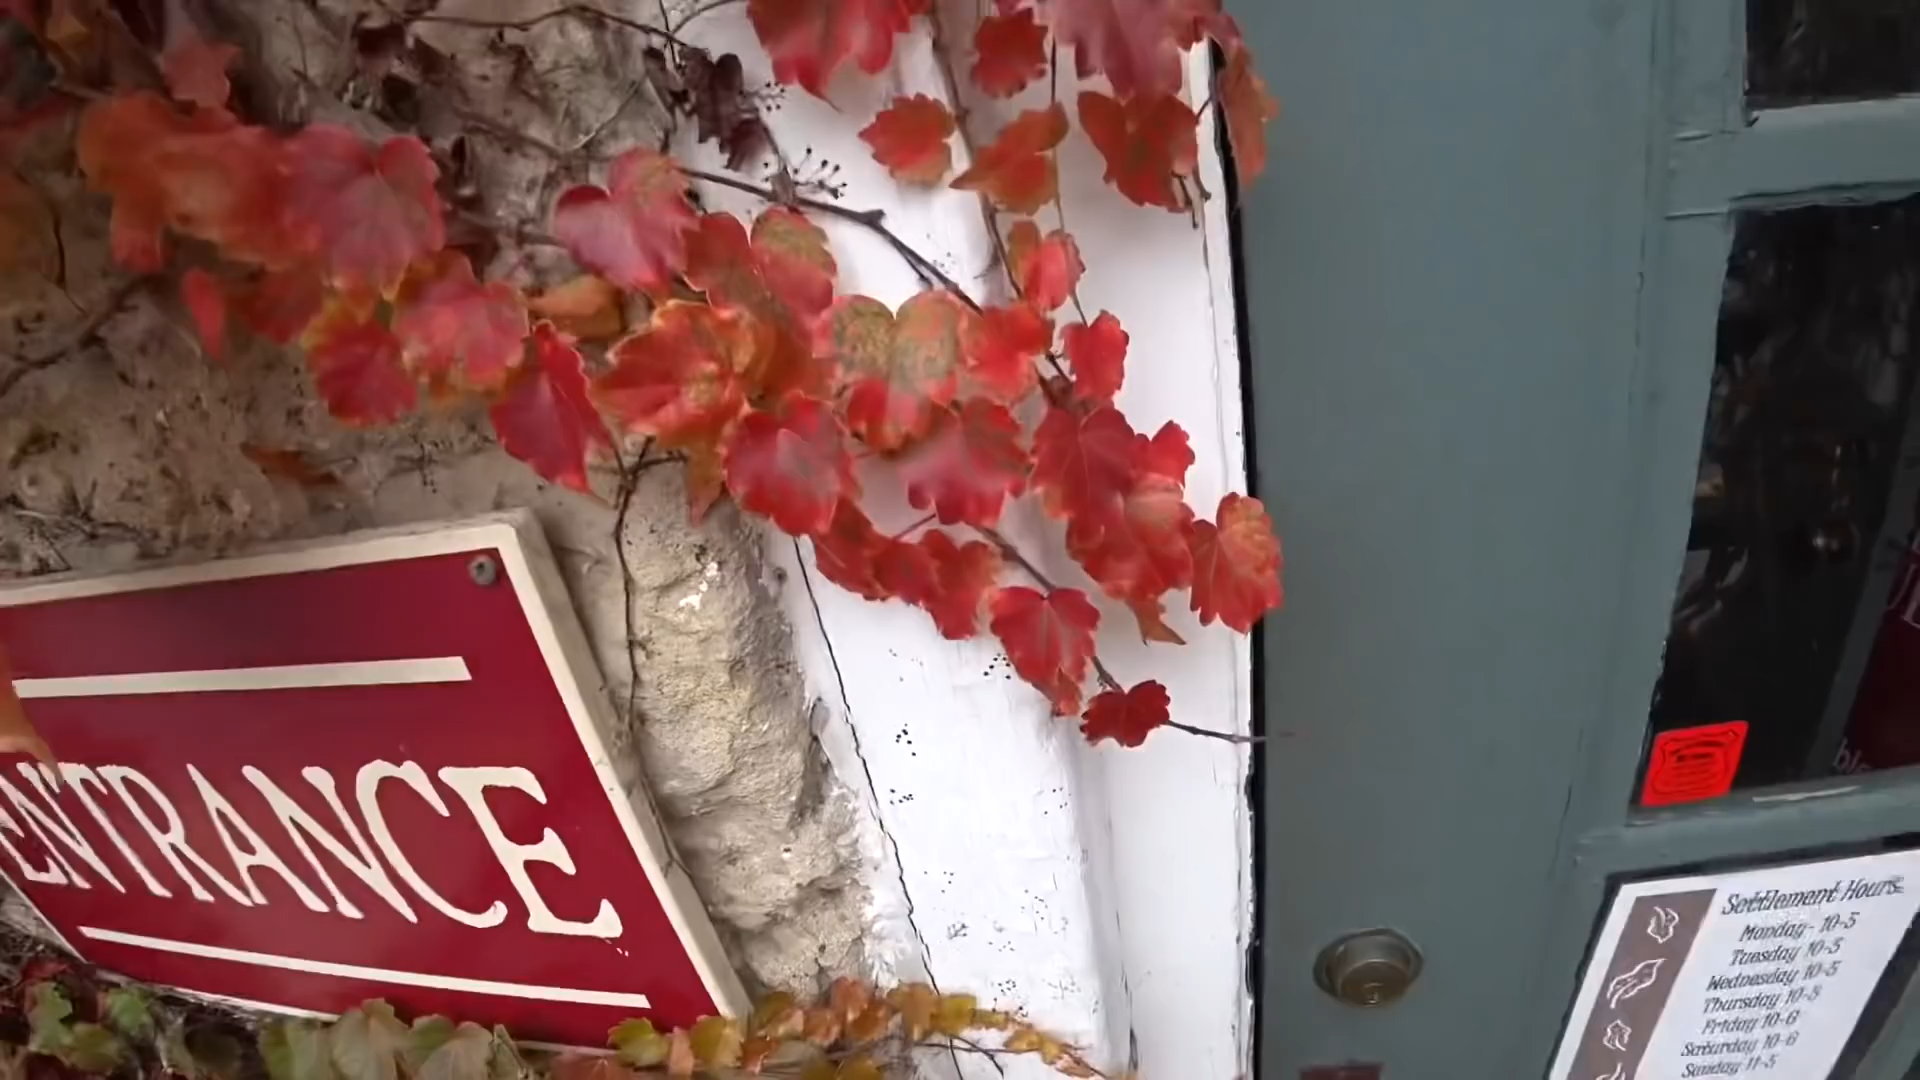 ENTRANCE
Settlement Hours
Monday- 10-5
Tuesday 10-5
Wednesday 10-5
Thursday 10-5
Friday 10-6
Saturday 10-6
Sunday 11-5